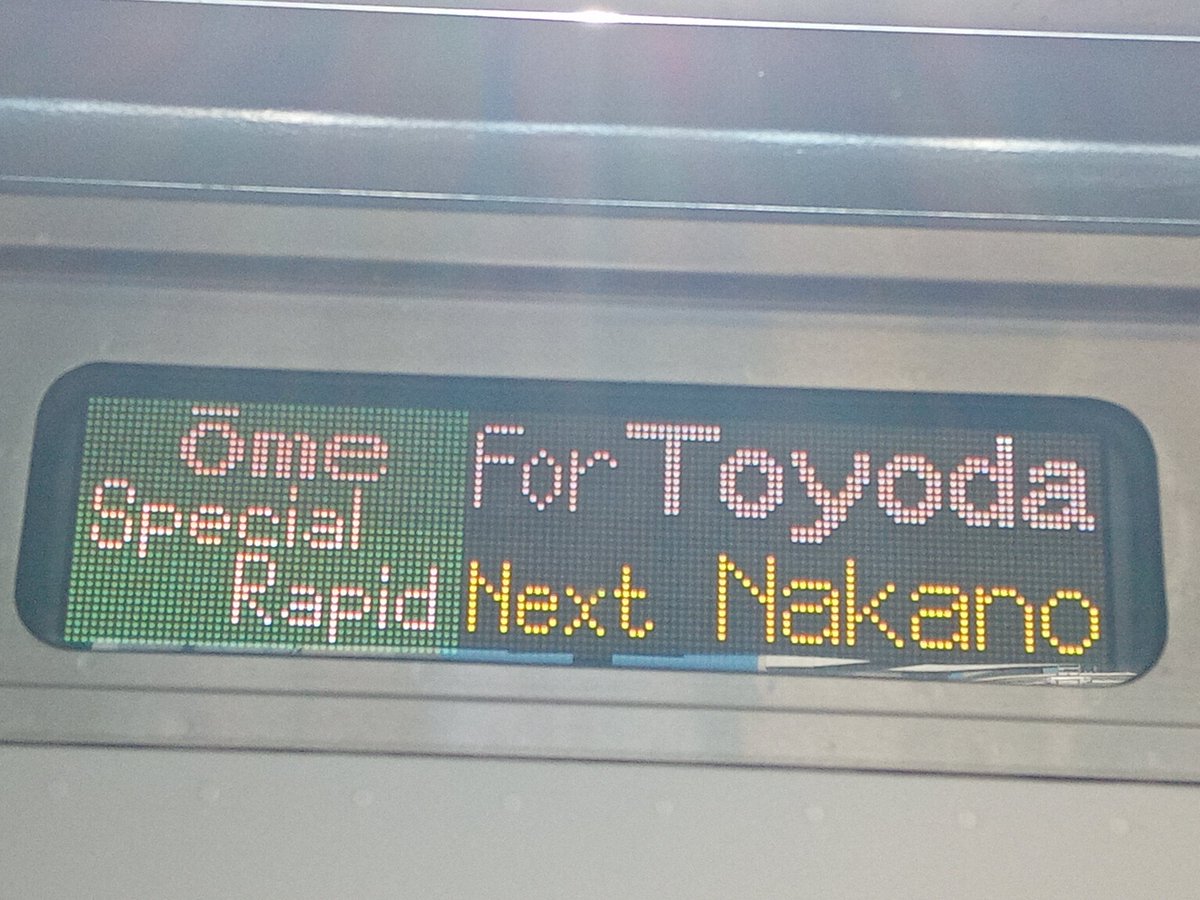 Ōme
Special
Rapid
For Toyoda
Next Nakano